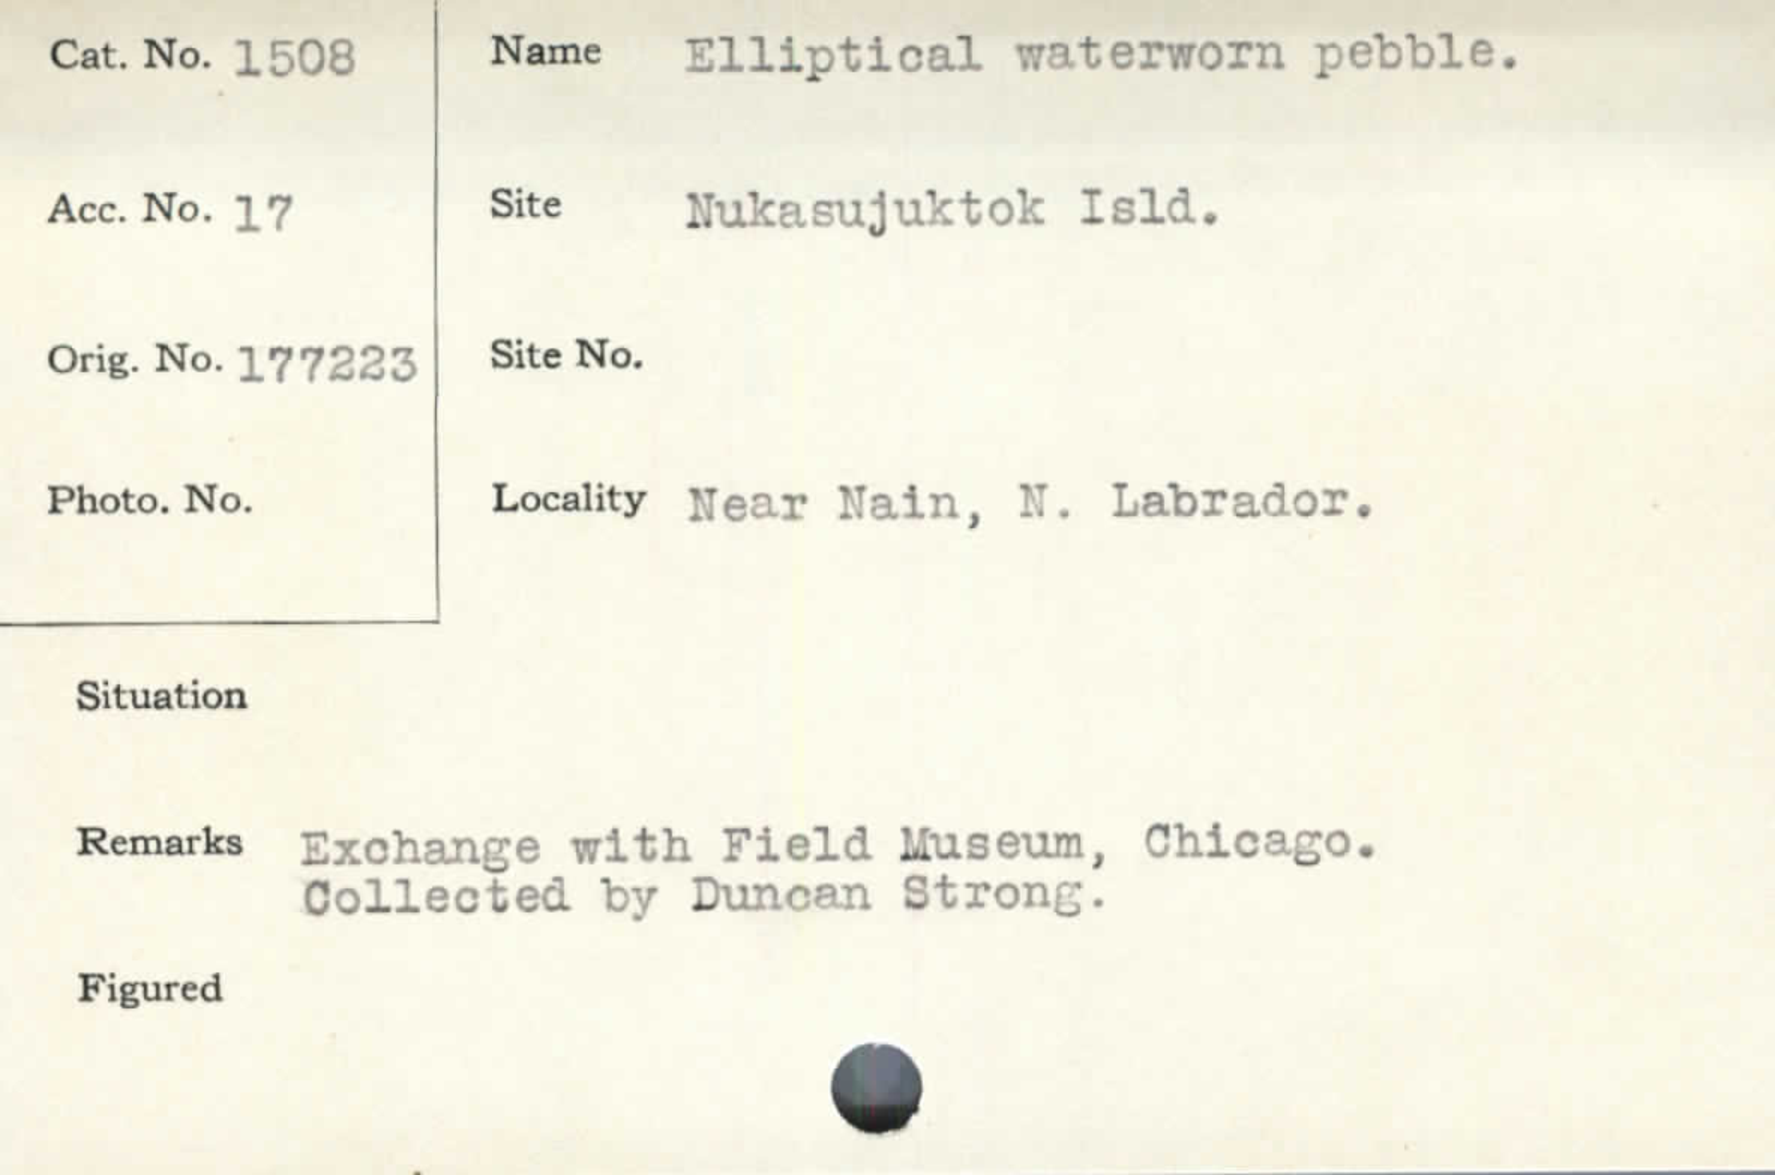 Cat. No. 1508
Name Elliptical waterworn pebble.
Acc. No. 17
Site Nukasujuktok Isld.
Orig. No. 177223
Site No.
Photo. No.
Locality Near Nain, N. Labrador.
Situation
Remarks Exchange with Field Museum, Chicago.
Collected by Duncan Strong.
Figured